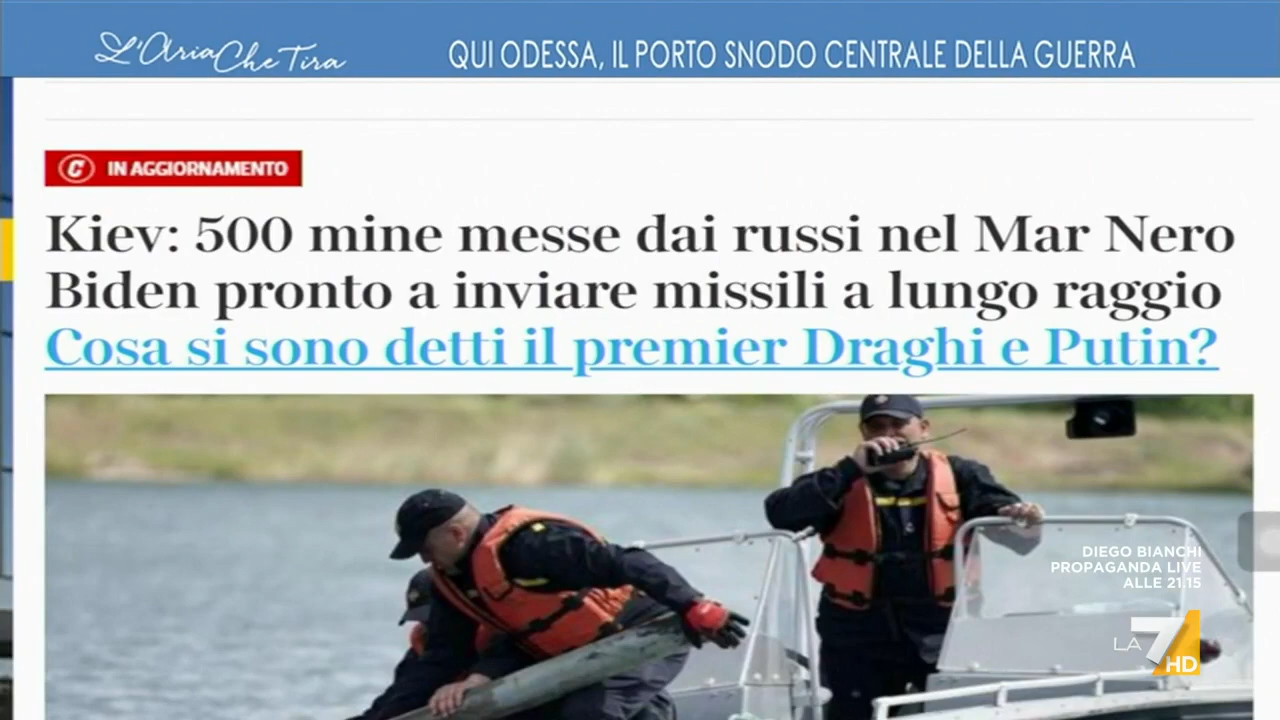 L'Aria Che Tira
QUI ODESSA, IL PORTO SNODO CENTRALE DELLA GUERRA
C IN AGGIORNAMENTO
Kiev: 500 mine messe dai russi nel Mar Nero
Biden pronto a inviare missili a lungo raggio
Cosa si sono detti il premier Draghi e Putin?
DIEGO BIANCHI
PROPAGANDA LIVE
ALLE 21.15
LA 7
HD